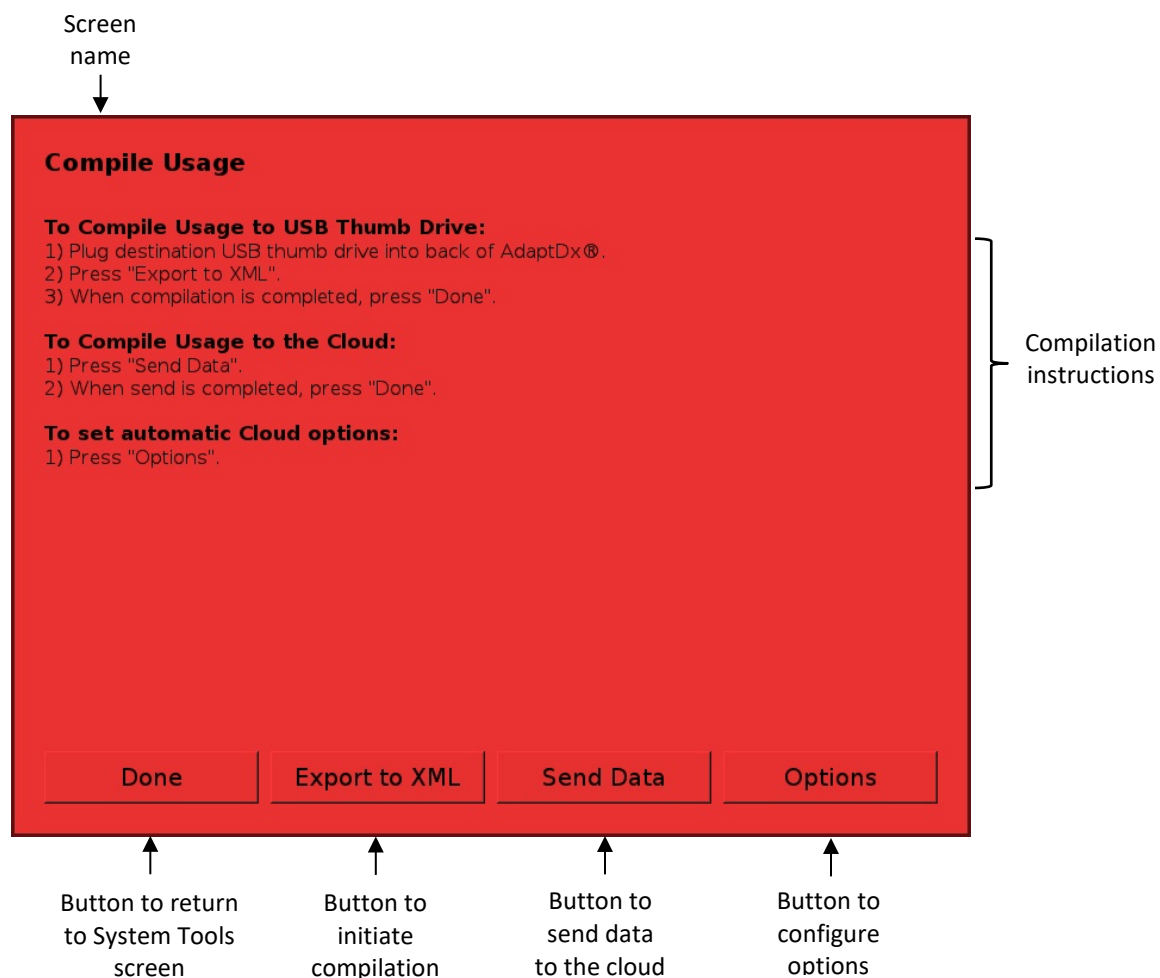 Screen
name
Compile Usage
To Compile Usage to USB Thumb Drive:
1) Plug destination USB thumb drive into back of AdaptDx®.
2) Press "Export to XML".
3) When compilation is completed, press "Done".
To Compile Usage to the Cloud:
1) Press "Send Data".
2) When send is completed, press "Done".
To set automatic Cloud options:
1) Press "Options".
Compilation
instructions
Done
Export to XML
Send Data
Options
Button to return
to System Tools
screen
Button to
initiate
compilation
Button to
send data
to the cloud
Button to
configure
options